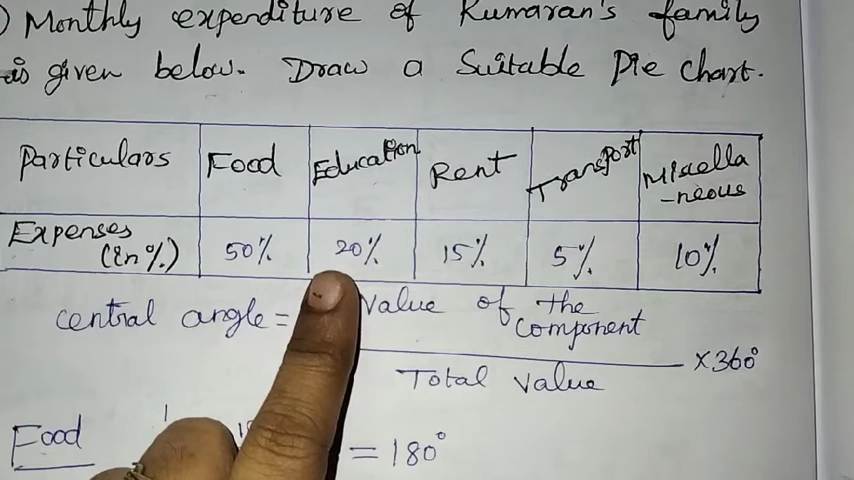 ) Monthly expenditure of Kumaran's family
is given below. Draw a Suitable Pie chart.
Particulars Food Education Rent Transport Miscella-neous
Expenses (In %) 50% 20% 15% 5% 10%
central angle = Value of the component
Total value × 360°
Food = 180°